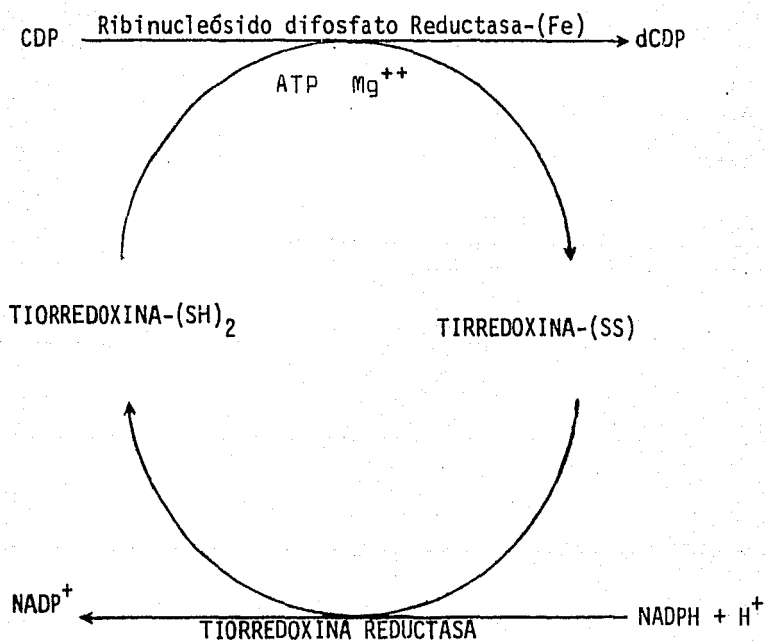 CDP Ribinucleósido difosfato Reductasa-(Fe) dCDP
ATP Mg++
TIORREDOXINA-(SH)2 TIRREDOXINA-(SS)
NADP+ TIORREDOXINA REDUCTASA NADPH + H+